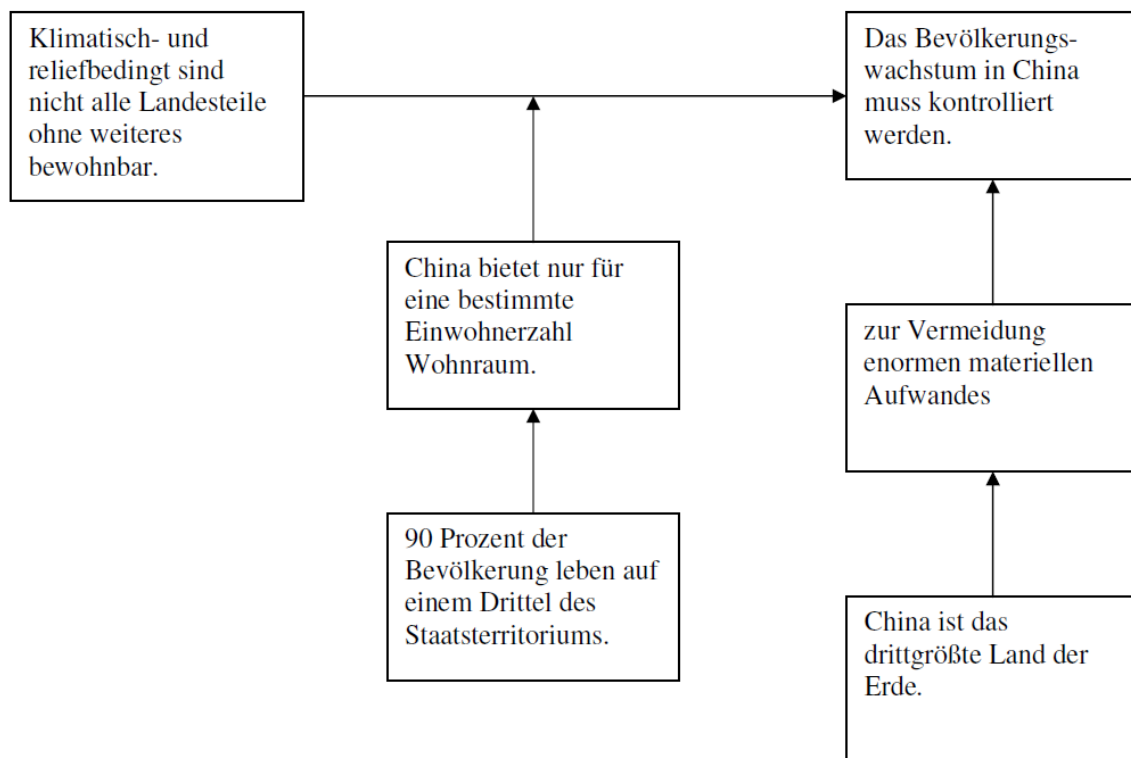 Klimatisch- und
reliefbedingt sind
nicht alle Landesteile
ohne weiteres
bewohnbar.
Das Bevölkerungs-
wachstum in China
muss kontrolliert
werden.
China bietet nur für
eine bestimmte
Einwohnerzahl
Wohnraum.
zur Vermeidung
enormen materiellen
Aufwandes
90 Prozent der
Bevölkerung leben auf
einem Drittel des
Staatsterritoriums.
China ist das
drittgrößte Land der
Erde.